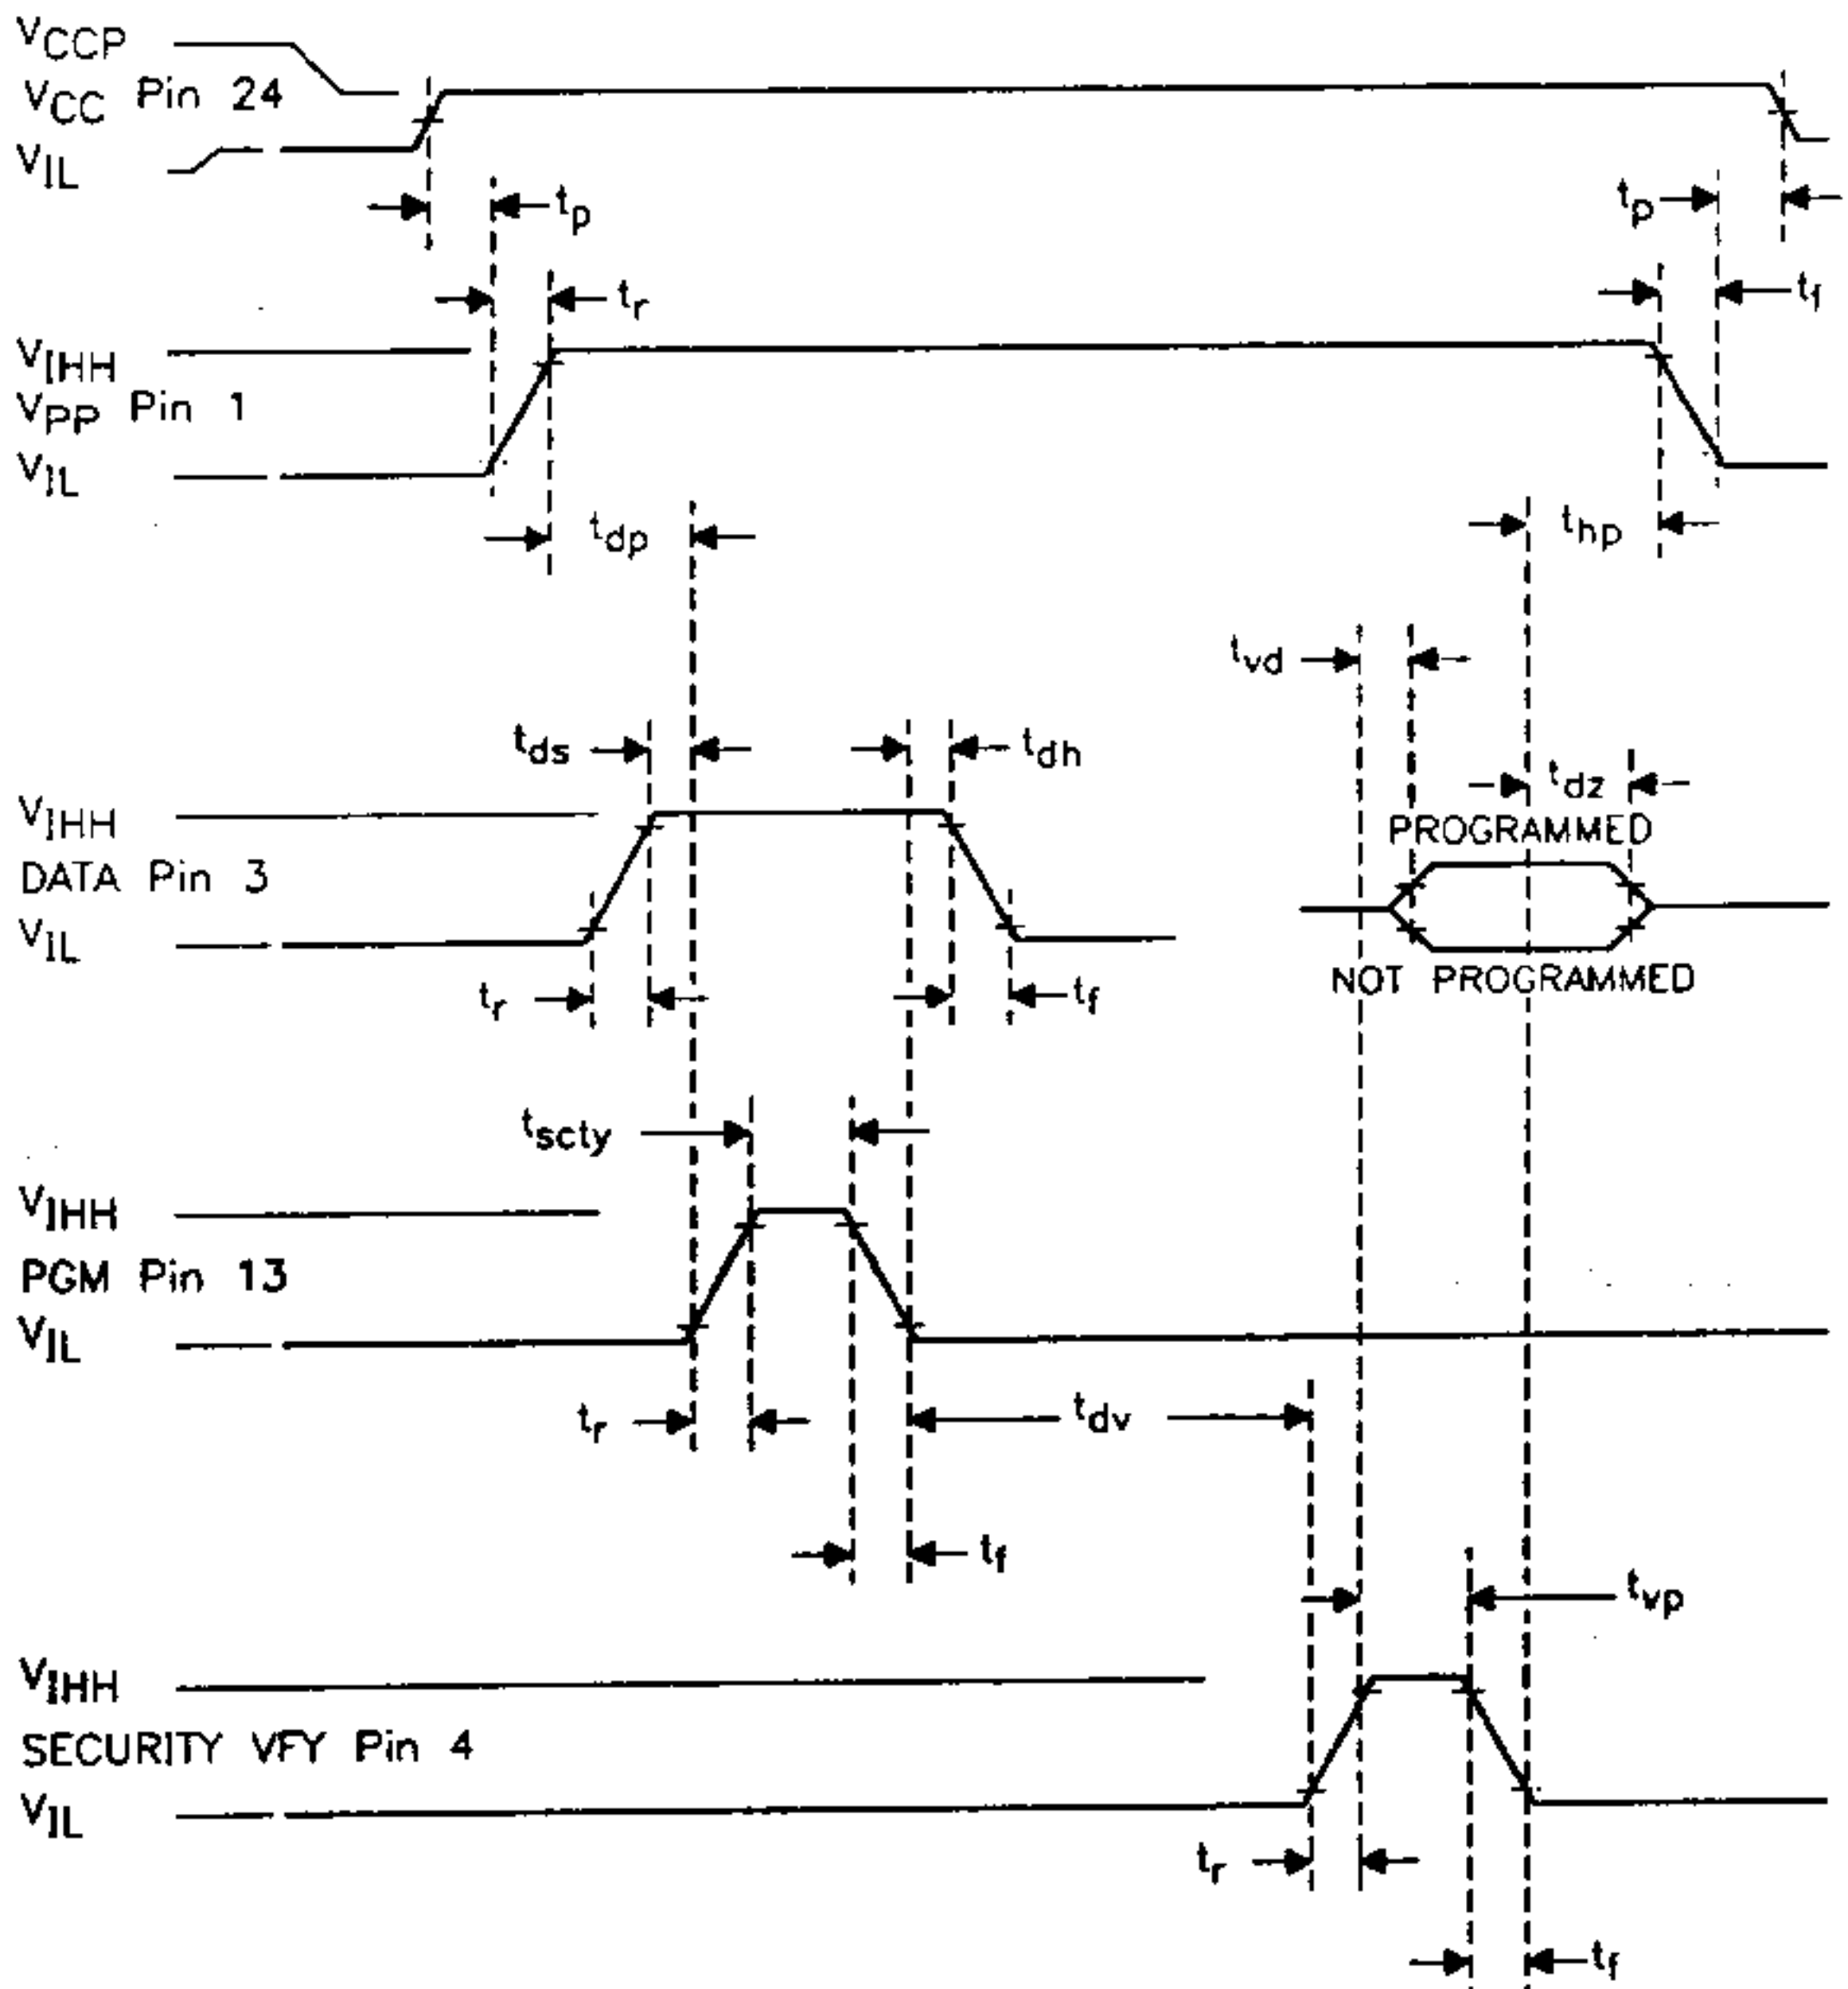 VCCP
VCC Pin 24
VIL
tp
tp
tr
tf
VIHH
VPP Pin 1
VIL
tdp
thp
tvd
tds
tdh
tdz
VIHH
PROGRAMMED
DATA Pin 3
VIL
NOT PROGRAMMED
tr
tf
tscty
VIHH
PGM Pin 13
VIL
tr
tdv
tf
tvp
VIHH
SECURITY VFY Pin 4
VIL
tr
tf